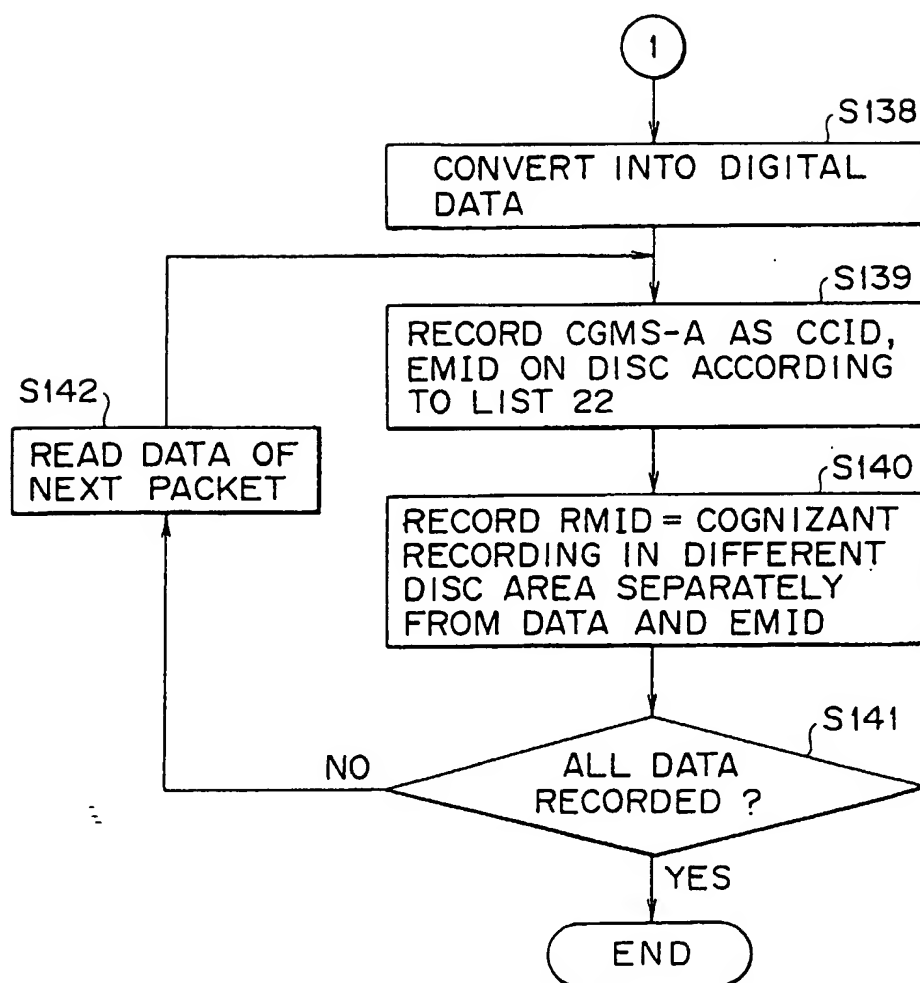 1
S138
CONVERT INTO DIGITAL
DATA
S139
RECORD CGMS-A AS CCID,
EMID ON DISC ACCORDING
TO LIST 22
S142
READ DATA OF
NEXT PACKET
S140
RECORD RMID = COGNIZANT
RECORDING IN DIFFERENT
DISC AREA SEPARATELY
FROM DATA AND EMID
S141
ALL DATA
RECORDED ?
NO
YES
END